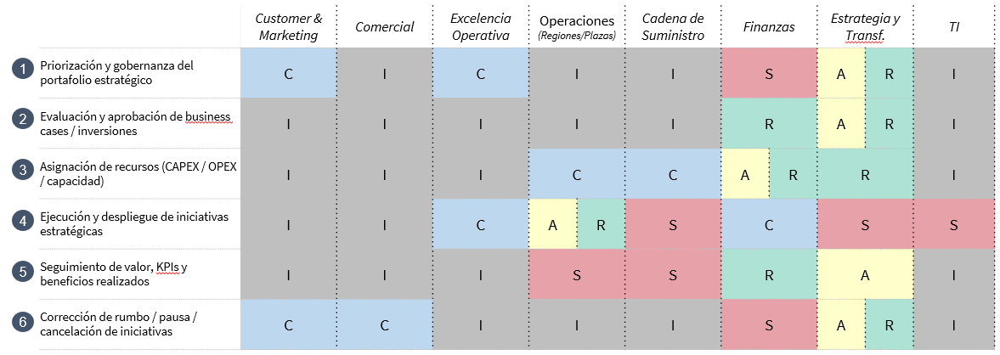 Customer & Marketing
Comercial
Excelencia Operativa
Operaciones (Regiones/Plazas)
Cadena de Suministro
Finanzas
Estrategia y Transf.
TI
1 Priorización y gobernanza del portafolio estratégico C I C I I S A R I
2 Evaluación y aprobación de business cases / inversiones I I I I I R A R I
3 Asignación de recursos (CAPEX / OPEX / capacidad) I I I C C A R R I
4 Ejecución y despliegue de iniciativas estratégicas I I C A R S C S S
5 Seguimiento de valor, KPIs y beneficios realizados I I I S S R A I
6 Corrección de rumbo / pausa / cancelación de iniciativas C C I I I S A R I